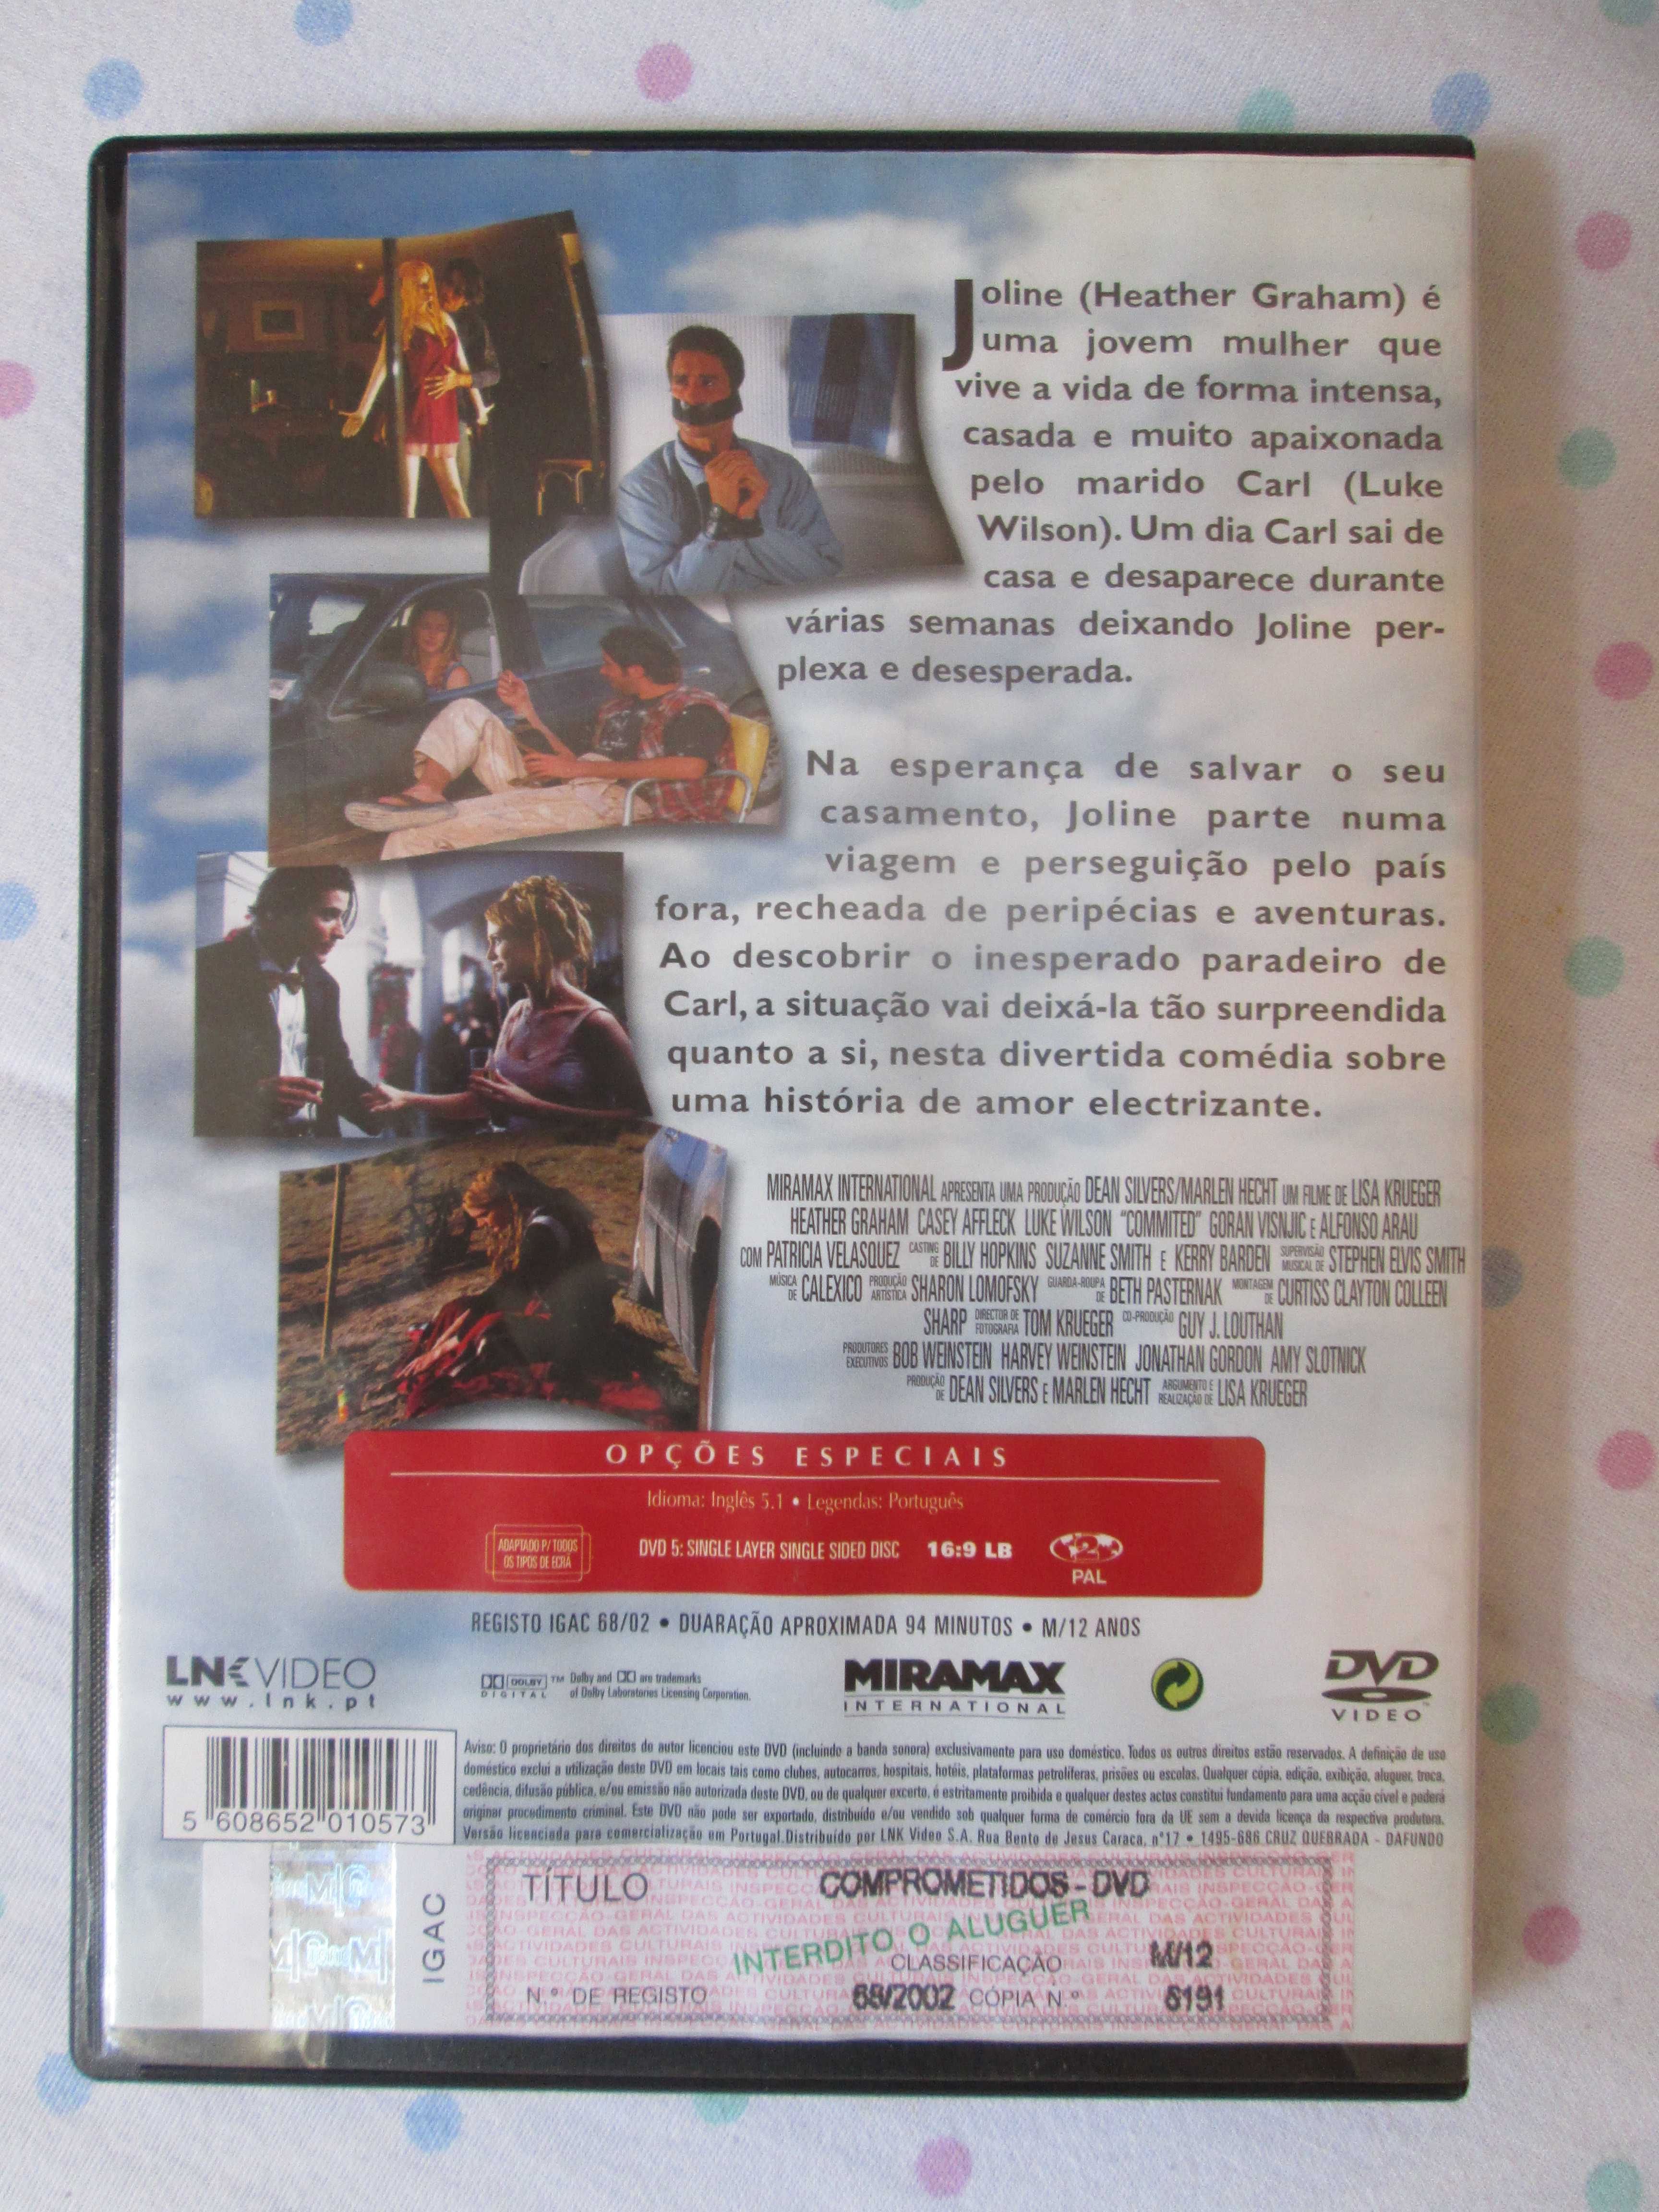 Joline (Heather Graham) é
uma jovem mulher que
vive a vida de forma intensa,
casada e muito apaixonada
pelo marido Carl (Luke
Wilson). Um dia Carl sai de
casa e desaparece durante
várias semanas deixando Joline per-
plexa e desesperada.
Na esperança de salvar o seu
casamento, Joline parte numa
viagem e perseguição pelo país
fora, recheada de peripécias e aventuras.
Ao descobrir o inesperado paradeiro de
Carl, a situação vai deixá-la tão surpreendida
quanto a si, nesta divertida comédia sobre
uma história de amor electrizante.
MIRAMAX INTERNATIONAL APRESENTA UMA PRODUÇÃO DEAN SILVERS/MARLEN HECHT UM FILME DE LISA KRUEGER
HEATHER GRAHAM CASEY AFFLECK LUKE WILSON "COMMITED" GORAN VISNJIC E ALFONSO ARAU
COM PATRICIA VELASQUEZ CASTING DE BILLY HOPKINS SUZANNE SMITH E KERRY BARDEN SUPERVISÃO MUSICAL DE STEPHEN ELVIS SMITH
MÚSICA DE CALEXICO PRODUÇÃO ARTÍSTICA SHARON LOMOFSKY GUARDA-ROUPA DE BETH PASTERNAK MONTAGEM DE CURTISS CLAYTON COLLEEN
SHARP DIRECTOR DE FOTOGRAFIA TOM KRUEGER CO-PRODUÇÃO GUY J. LOUTHAN
PRODUTORES EXECUTIVOS BOB WEINSTEIN HARVEY WEINSTEIN JONATHAN GORDON AMY SLOTNICK
PRODUÇÃO DE DEAN SILVERS E MARLEN HECHT ARGUMENTO E REALIZAÇÃO DE LISA KRUEGER
OPÇÕES ESPECIAIS
Idioma: Inglês 5.1 • Legendas: Português
ADAPTADO P/ TODOS
OS TIPOS DE ECRÃ
DVD 5: SINGLE LAYER SINGLE SIDED DISC 16:9 LB 2
PAL
REGISTO IGAC 68/02 • DUARAÇÃO APROXIMADA 94 MINUTOS • M/12 ANOS
LNK VIDEO
www.lnk.pt
DOLBY DIGITAL ™ Dolby and are trademarks
of Dolby Laboratories Licensing Corporation.
MIRAMAX
INTERNATIONAL
DVD
VIDEO
5 608652 010573
Aviso: O proprietário dos direitos de autor licenciou este DVD (incluindo a banda sonora) exclusivamente para uso doméstico. Todos os outros direitos estão reservados. A definição de uso
doméstico exclui a utilização deste DVD em locais tais como clubes, autocarros, hospitais, hotéis, plataformas petrolíferas, prisões ou escolas. Qualquer cópia, edição, exibição, aluguer, troca,
cedência, difusão pública, e/ou emissão não autorizada deste DVD, ou de qualquer excerto, é estritamente proibida e qualquer destes actos constitui fundamento para uma acção cível e poderá
originar procedimento criminal. Este DVD não pode ser exportado, distribuído e/ou vendido sob qualquer forma de comércio fora da UE sem a devida licença da respectiva produtora.
Versão licenciada para comercialização em Portugal. Distribuído por LNK Vídeo S.A. Rua Bento de Jesus Caraça, nº17 • 1495-686 CRUZ QUEBRADA - DAFUNDO
IGAC
TÍTULO COMPROMETIDOS - DVD
INTERDITO O ALUGUER
CLASSIFICAÇÃO M/12
N.º DE REGISTO 68/2002 CÓPIA N.º 6191